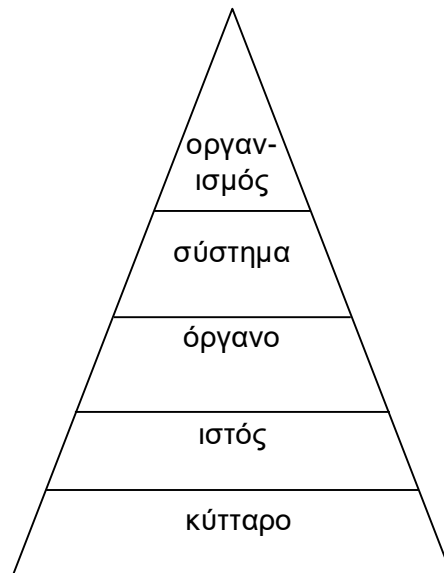 οργαν-
ισμός
σύστημα
όργανο
ιστός
κύτταρο